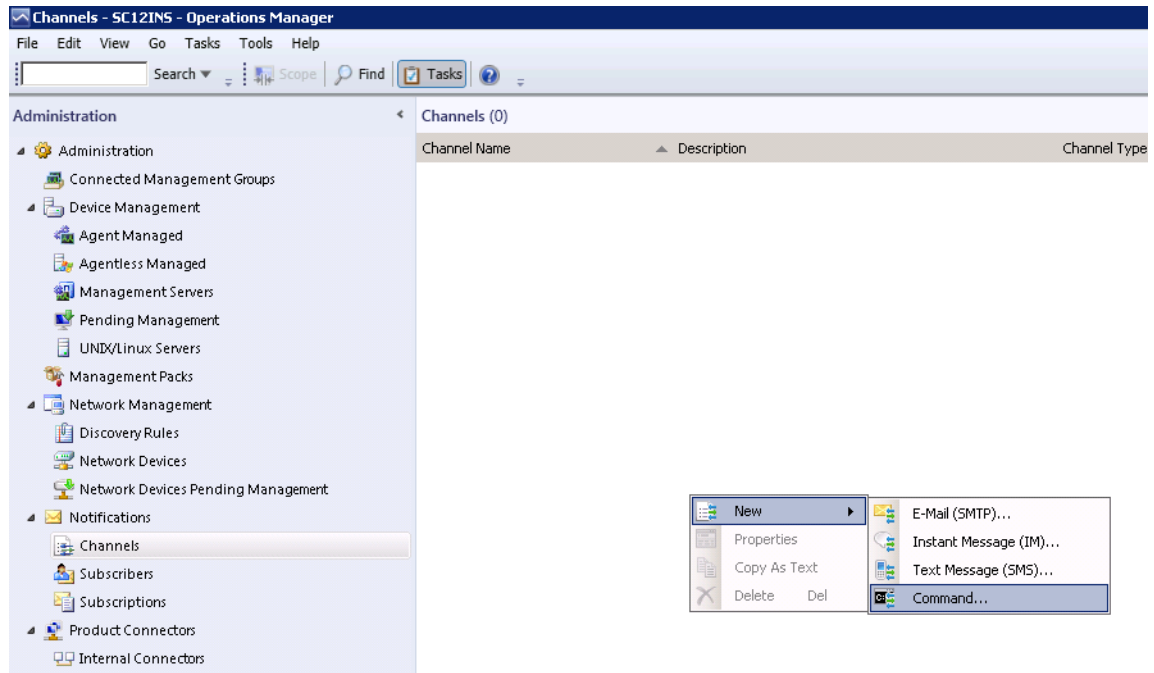 Channels - SC12INS - Operations Manager
File Edit View Go Tasks Tools Help
Search Scope Find Tasks
Administration
Channels (0)
Administration
Channel Name Description Channel Type
Connected Management Groups
Device Management
Agent Managed
Agentless Managed
Management Servers
Pending Management
UNIX/Linux Servers
Management Packs
Network Management
Discovery Rules
Network Devices
Network Devices Pending Management
Notifications
Channels
Subscribers
Subscriptions
Product Connectors
Internal Connectors
New
Properties
Copy As Text
Delete Del
E-Mail (SMTP)...
Instant Message (IM)...
Text Message (SMS)...
Command...